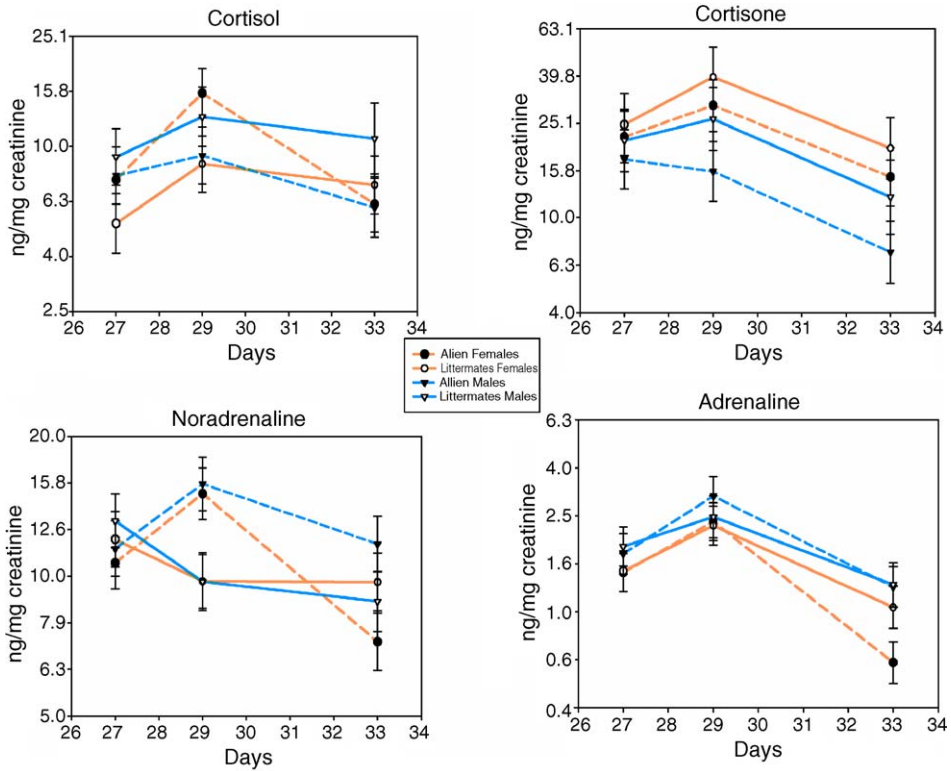 Cortisol
25.1
15.8
10.0
6.3
4.0
2.5
ng/mg creatinine
26 27 28 29 30 31 32 33 34
Days
Cortisone
63.1
39.8
25.1
15.8
10.0
6.3
4.0
ng/mg creatinine
26 27 28 29 30 31 32 33 34
Days
Alien Females
Littermates Females
Allien Males
Littermates Males
Noradrenaline
20.0
15.8
12.6
10.0
7.9
6.3
5.0
ng/mg creatinine
26 27 28 29 30 31 32 33 34
Days
Adrenaline
6.3
4.0
2.5
1.6
1.0
0.6
0.4
ng/mg creatinine
26 27 28 29 30 31 32 33 34
Days